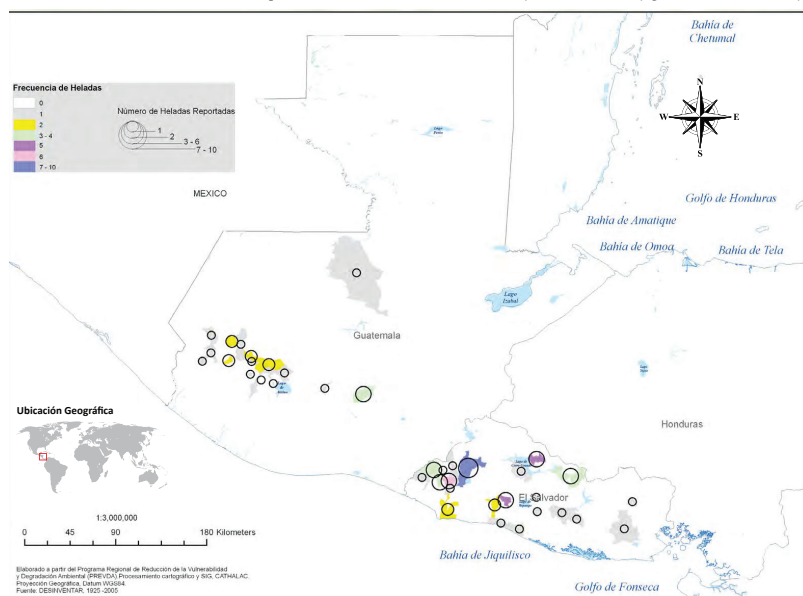 Bahía de
Chetumal
Frecuencia de Heladas
0
1
2
3 - 4
5
6
7 - 10
Número de Heladas Reportadas
1
2
3 - 6
7 - 10
N
W
E
S
MEXICO
Golfo de Honduras
Bahía de Amatique
Bahía de Omoa
Bahía de Tela
Lago
Izabal
Guatemala
Honduras
El Salvador
Ubicación Geográfica
1:3,000,000
0 45 90 180 Kilometers
Bahía de Jiquilisco
Golfo de Fonseca
Elaborado a partir del Programa Regional de Reducción de la Vulnerabilidad
y Degradación Ambiental (PREVDA).Procesamiento cartográfico y SIG, CATHALAC.
Proyección Geográfica, Datum WGS84.
Fuente: DESINVENTAR, 1925 -2005